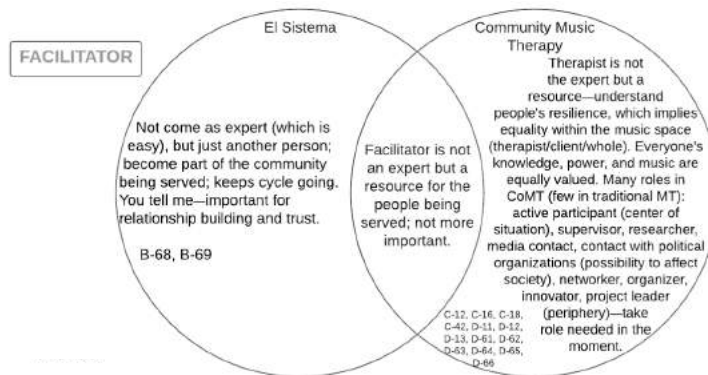 FACILITATOR
El Sistema
Not come as expert (which is
easy), but just another person;
become part of the community
being served; keeps cycle going.
You tell me—important for
relationship building and trust.
B-68, B-69
Facilitator is not
an expert but a
resource for the
people being
served; not more
important.
Community Music
Therapy
Therapist is not
the expert but a
resource—understand
people's resilience, which implies
equality within the music space
(therapist/client/whole). Everyone's
knowledge, power, and music are
equally valued. Many roles in
CoMT (few in traditional MT):
active participant (center of
situation), supervisor, researcher,
media contact, contact with political
organizations (possibility to affect
society), networker, organizer,
innovator, project leader
(periphery)—take
role needed in the
moment.
C-12, C-16, C-18,
C-42, D-11, D-12,
D-13, D-61, D-62,
D-63, D-64, D-65,
D-66